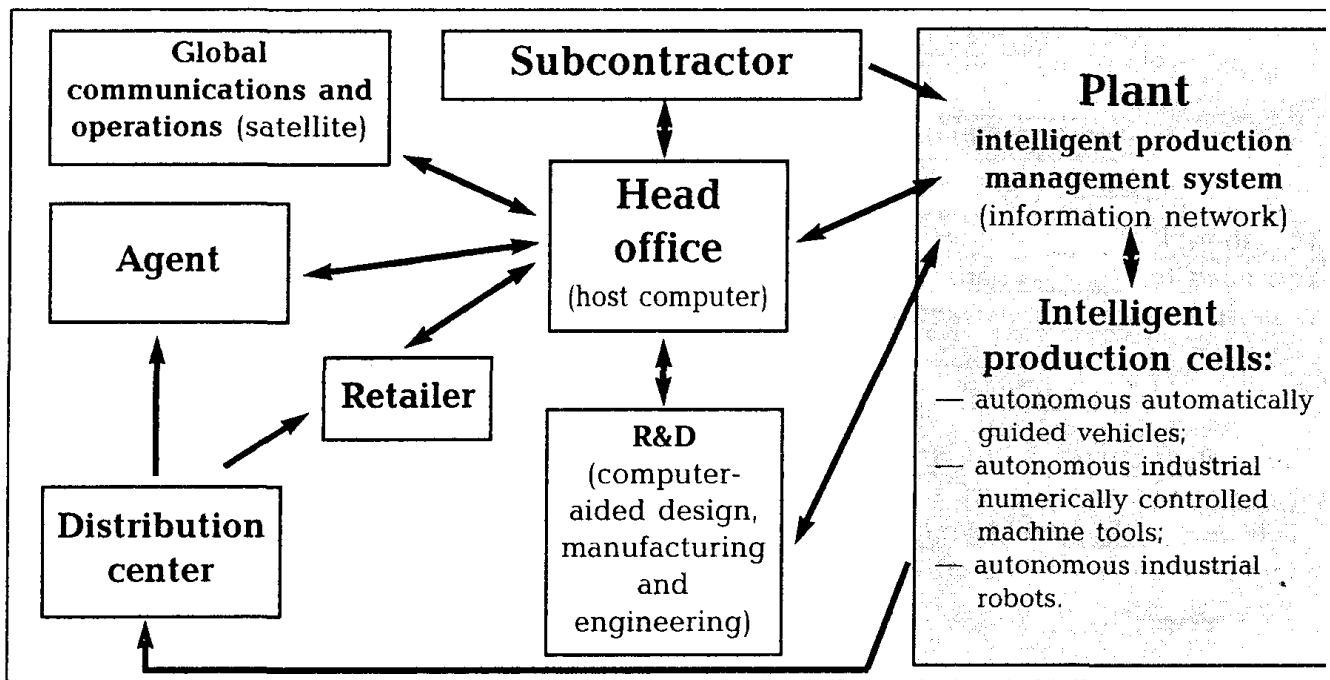 Global
communications and
operations (satellite)
Subcontractor
Plant
intelligent production
management system
(information network)
Head
office
(host computer)
Agent
Retailer
Intelligent
production cells:
— autonomous automatically
guided vehicles;
— autonomous industrial
numerically controlled
machine tools;
— autonomous industrial
robots.
R&D
(computer-
aided design,
manufacturing
and
engineering)
Distribution
center